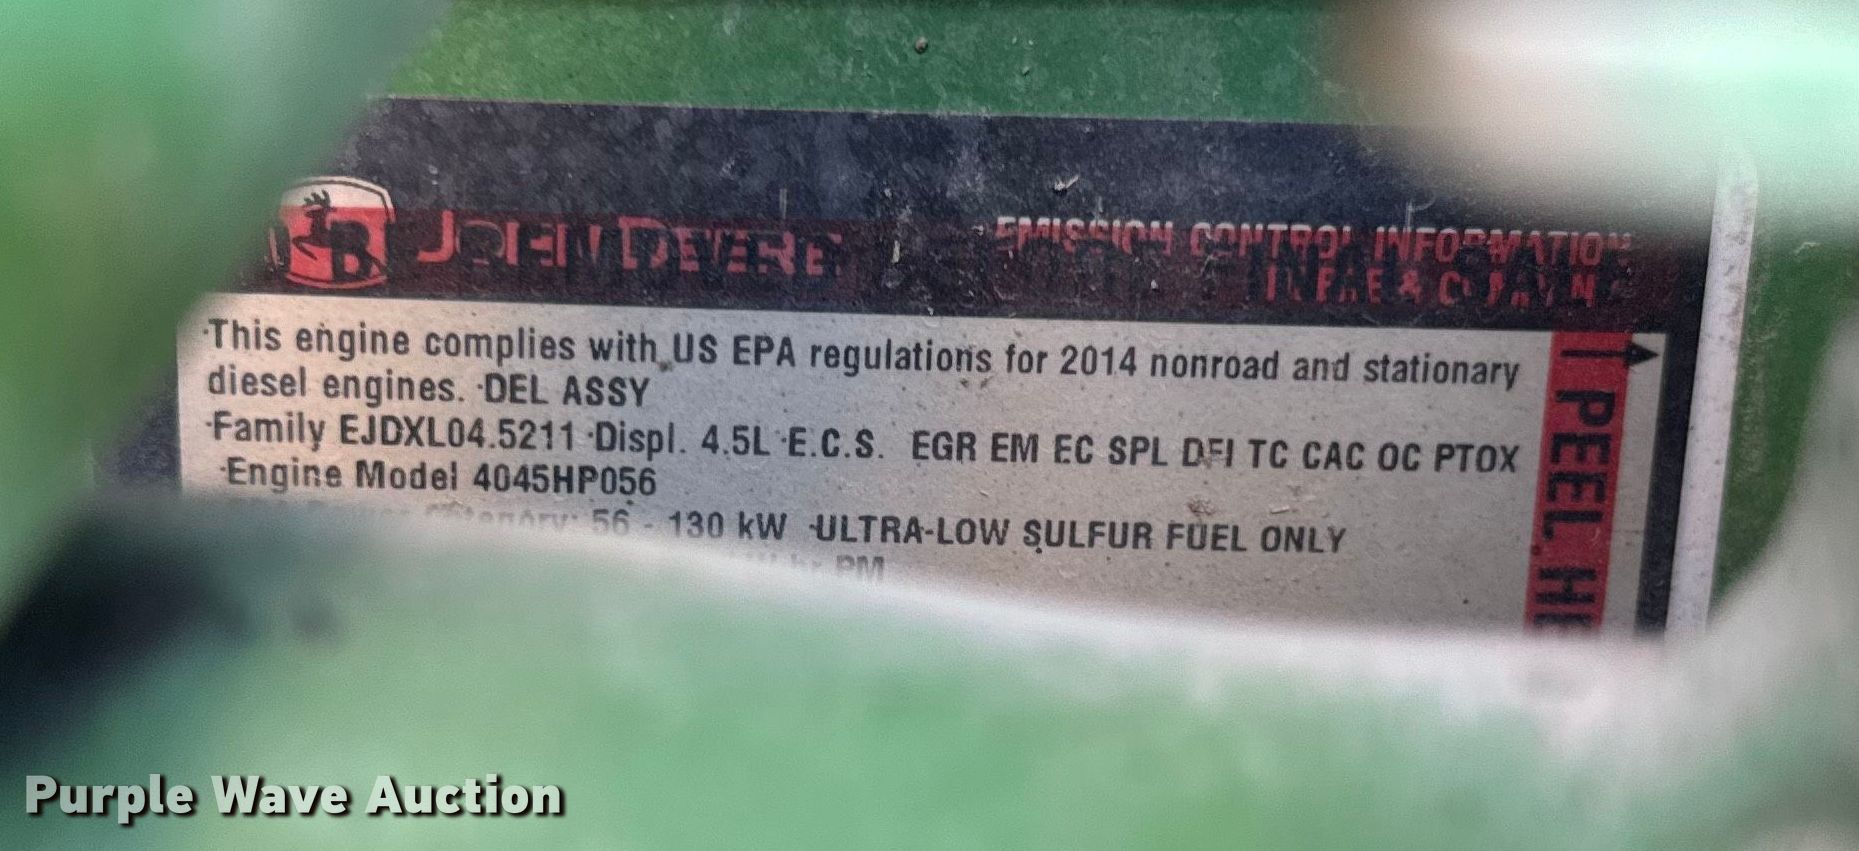 JOHN DEERE
EMISSION CONTROL INFORMATION
·This engine complies with US EPA regulations for 2014 nonroad and stationary
diesel engines. ·DEL ASSY
·Family EJDXL04.5211 ·Displ. 4.5L ·E.C.S. EGR EM EC SPL DFI TC CAC OC PTOX
·Engine Model 4045HP056
56 - 130 kW ·ULTRA-LOW SULFUR FUEL ONLY
PM
PEEL
Purple Wave Auction